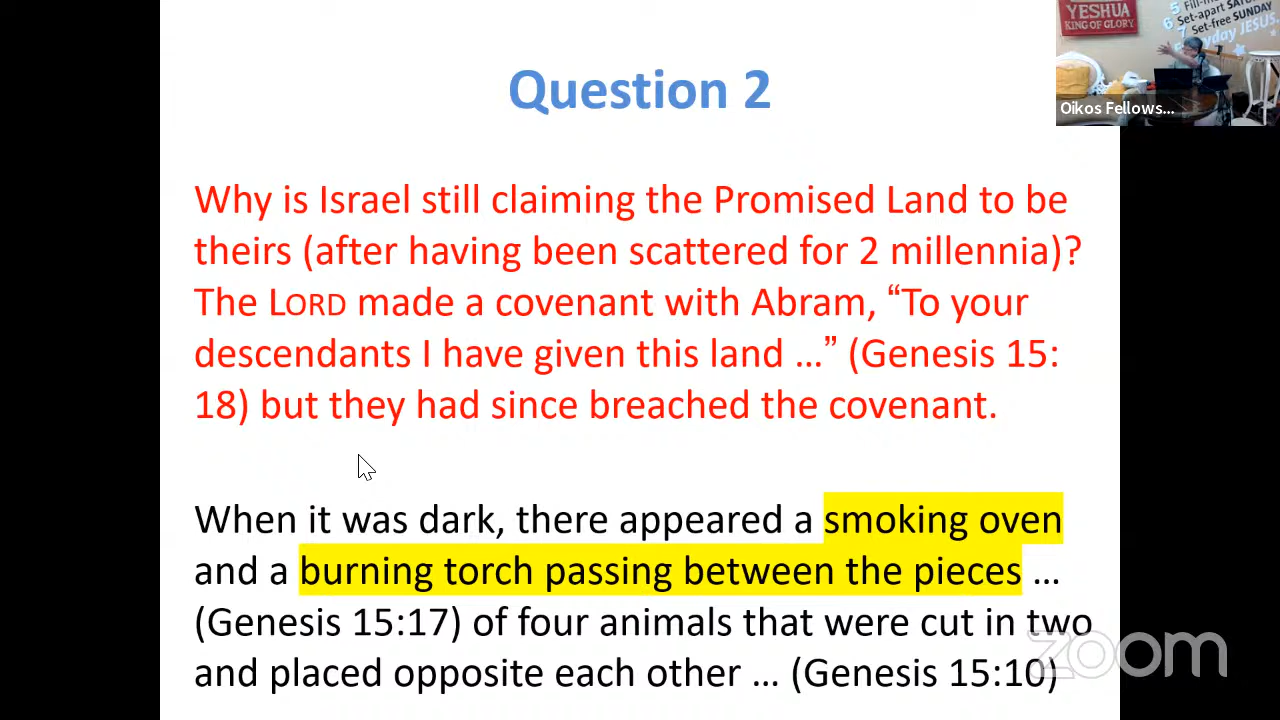 Question 2
Why is Israel still claiming the Promised Land to be
theirs (after having been scattered for 2 millennia)?
The LORD made a covenant with Abram, “To your
descendants I have given this land …” (Genesis 15:
18) but they had since breached the covenant.
When it was dark, there appeared a smoking oven
and a burning torch passing between the pieces …
(Genesis 15:17) of four animals that were cut in two
and placed opposite each other … (Genesis 15:10)
zoom
YESHUA
KING OF GLORY
5
6 Set-apart
7 Set-free SUNDAY
JESUS
Oikos Fellows...